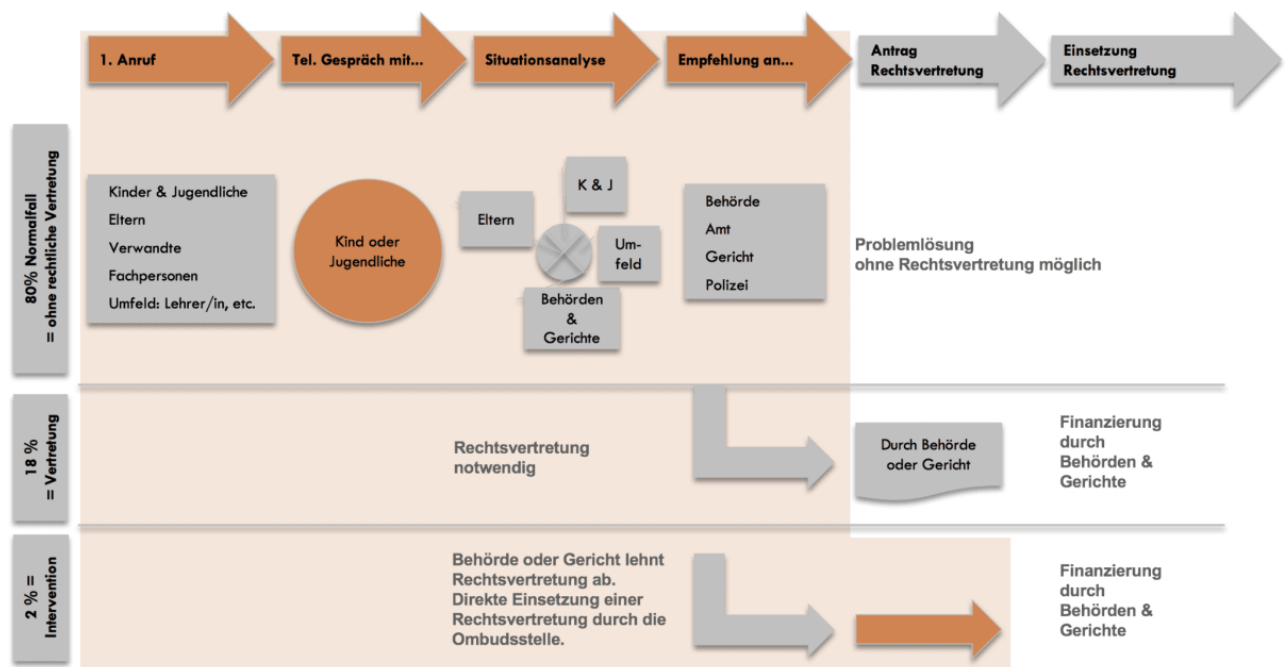 1. Anruf
Tel. Gespräch mit...
Situationsanalyse
Empfehlung an...
Antrag
Rechtsvertretung
Einsetzung
Rechtsvertretung
80% Normalfall
= ohne rechtliche Vertretung
Kinder & Jugendliche
Eltern
Verwandte
Fachpersonen
Umfeld: Lehrer/in, etc.
Kind oder
Jugendliche
Eltern
K & J
Um-
feld
Behörden
&
Gerichte
Behörde
Amt
Gericht
Polizei
Problemlösung
ohne Rechtsvertretung möglich
18 %
= Vertretung
Rechtsvertretung
notwendig
Durch Behörde
oder Gericht
Finanzierung
durch
Behörden &
Gerichte
2 % =
Intervention
Behörde oder Gericht lehnt
Rechtsvertretung ab.
Direkte Einsetzung einer
Rechtsvertretung durch die
Ombudsstelle.
Finanzierung
durch
Behörden &
Gerichte